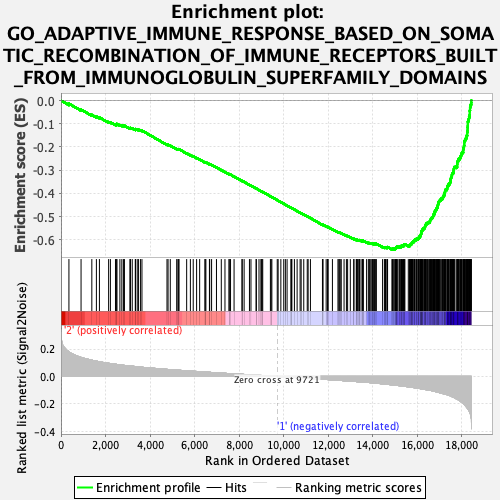 Enrichment plot:
GO_ADAPTIVE_IMMUNE_RESPONSE_BASED_ON_SOMA
TIC_RECOMBINATION_OF_IMMUNE_RECEPTORS_BUILT
_FROM_IMMUNOGLOBULIN_SUPERFAMILY_DOMAINS
Enrichment score (ES)
0.0
-0.1
-0.2
-0.3
-0.4
-0.5
-0.6
'2' (positively correlated)
Ranked list metric (Signal2Noise)
0.2
0.0
-0.2
-0.4
Zero cross at 9721
'1' (negatively correlated)
0
2,000
4,000
6,000
8,000
10,000
12,000
14,000
16,000
18,000
Rank in Ordered Dataset
Enrichment profile
Hits
Ranking metric scores